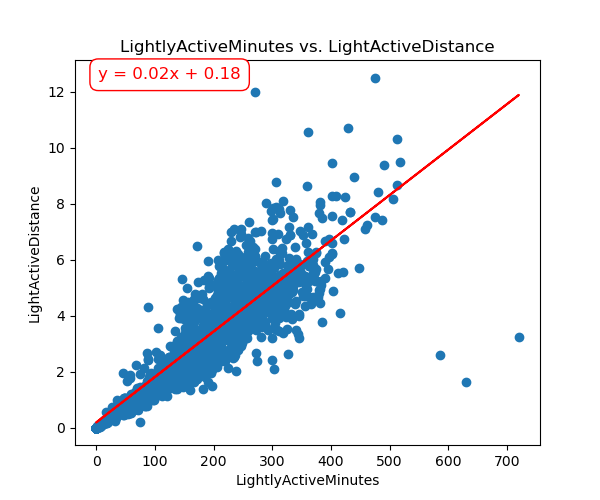 LightlyActiveMinutes vs. LightActiveDistance
y = 0.02x + 0.18
12
10
8
6
4
2
0
LightActiveDistance
0 100 200 300 400 500 600 700
LightlyActiveMinutes